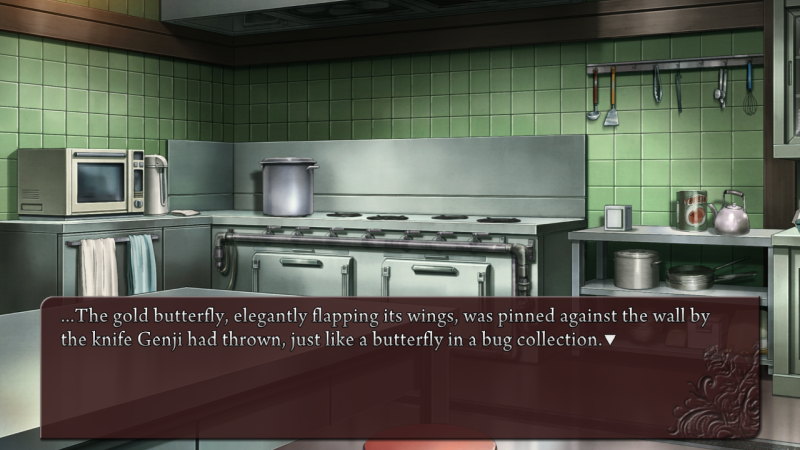 ...The gold butterfly, elegantly flapping its wings, was pinned against the wall by
the knife Genji had thrown, just like a butterfly in a bug collection.